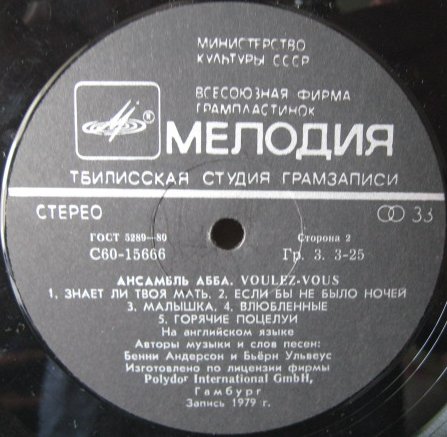 МИНИСТЕРСТВО
КУЛЬТУРЫ СССР
ВСЕСОЮЗНАЯ ФИРМА
ГРАМПЛАСТИНОК
®
МЕЛОДИЯ
ТБИЛИССКАЯ СТУДИЯ ГРАМЗАПИСИ
СТЕРЕО
33
ГОСТ 5289—80
Сторона 2
С60-15666
Гр. 3. 3-25
АНСАМБЛЬ АББА. VOULEZ-VOUS
1. ЗНАЕТ ЛИ ТВОЯ МАТЬ. 2. ЕСЛИ БЫ НЕ БЫЛО НОЧЕЙ
3. МАЛЫШКА. 4. ВЛЮБЛЕННЫЕ
5. ГОРЯЧИЕ ПОЦЕЛУИ
На английском языке
Авторы музыки и слов песен:
Бенни Андерсон и Бьёрн Ульвеус
Изготовлено по лицензии фирмы
Polydor International GmbH,
Гамбург
Запись 1979 г.